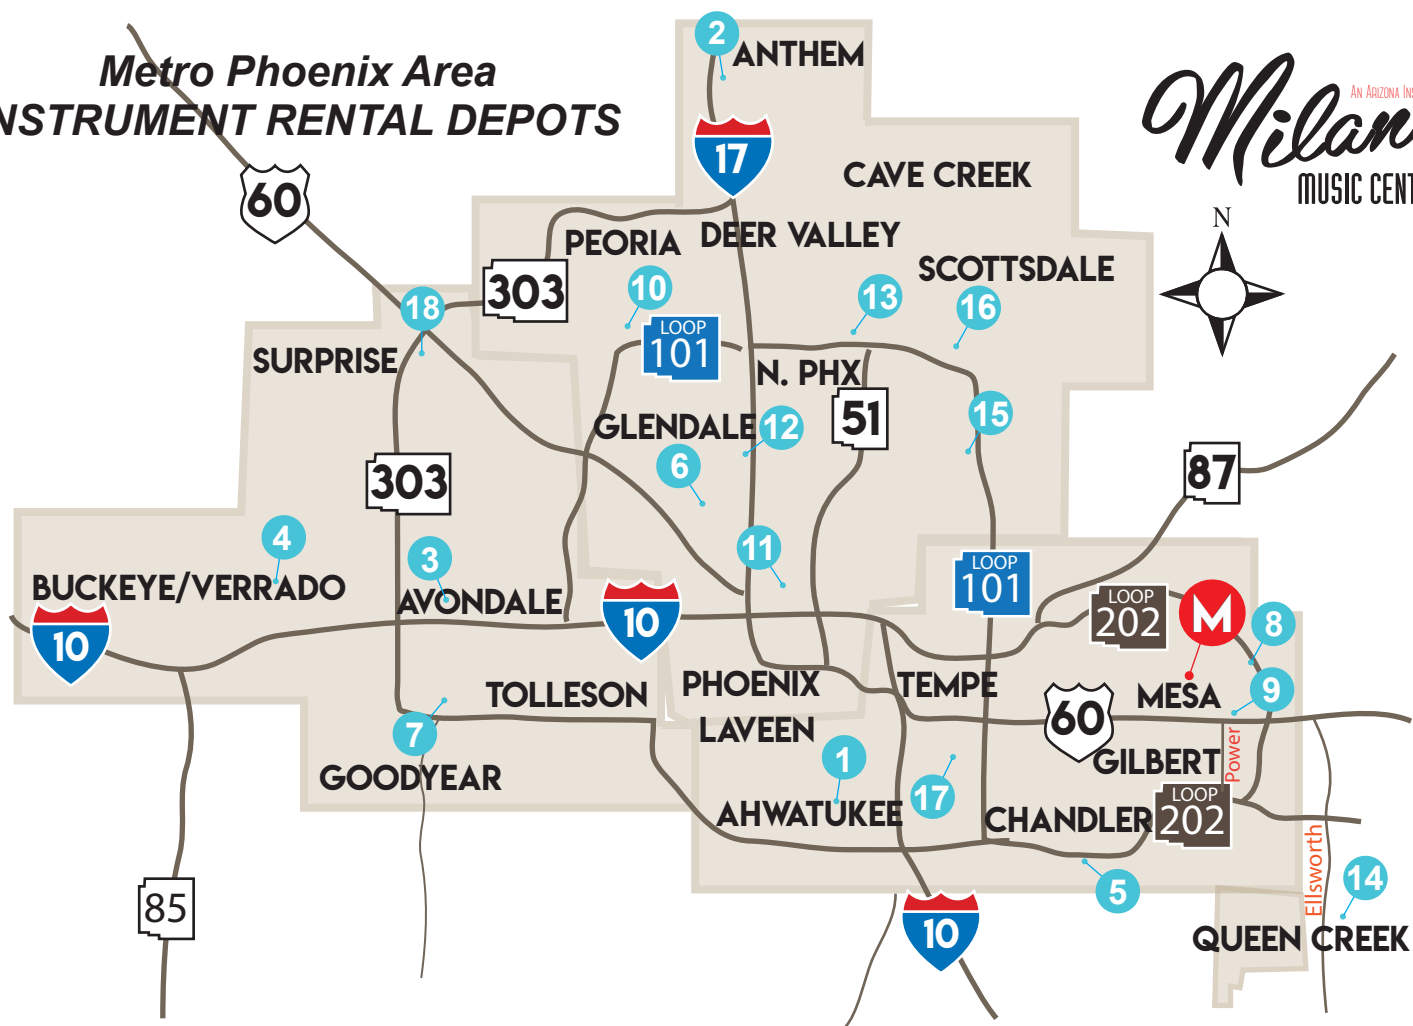 Metro Phoenix Area
NSTRUMENT RENTAL DEPOTS
AN ARIZONA INS
Milan
MUSIC CENT
N
2
ANTHEM
17
CAVE CREEK
60
PEORIA
DEER VALLEY
SCOTTSDALE
303
10
13
16
18
LOOP
101
SURPRISE
N. PHX
51
15
GLENDALE
12
6
303
87
4
3
11
BUCKEYE/VERRADO
AVONDALE
10
10
LOOP
101
LOOP
202
M
8
9
TOLLESON
PHOENIX
TEMPE
MESA
60
7
LAVEEN
1
17
GILBERT
Power
GOODYEAR
AHWATUKEE
CHANDLER
LOOP
202
5
Ellsworth
14
85
10
QUEEN CREEK